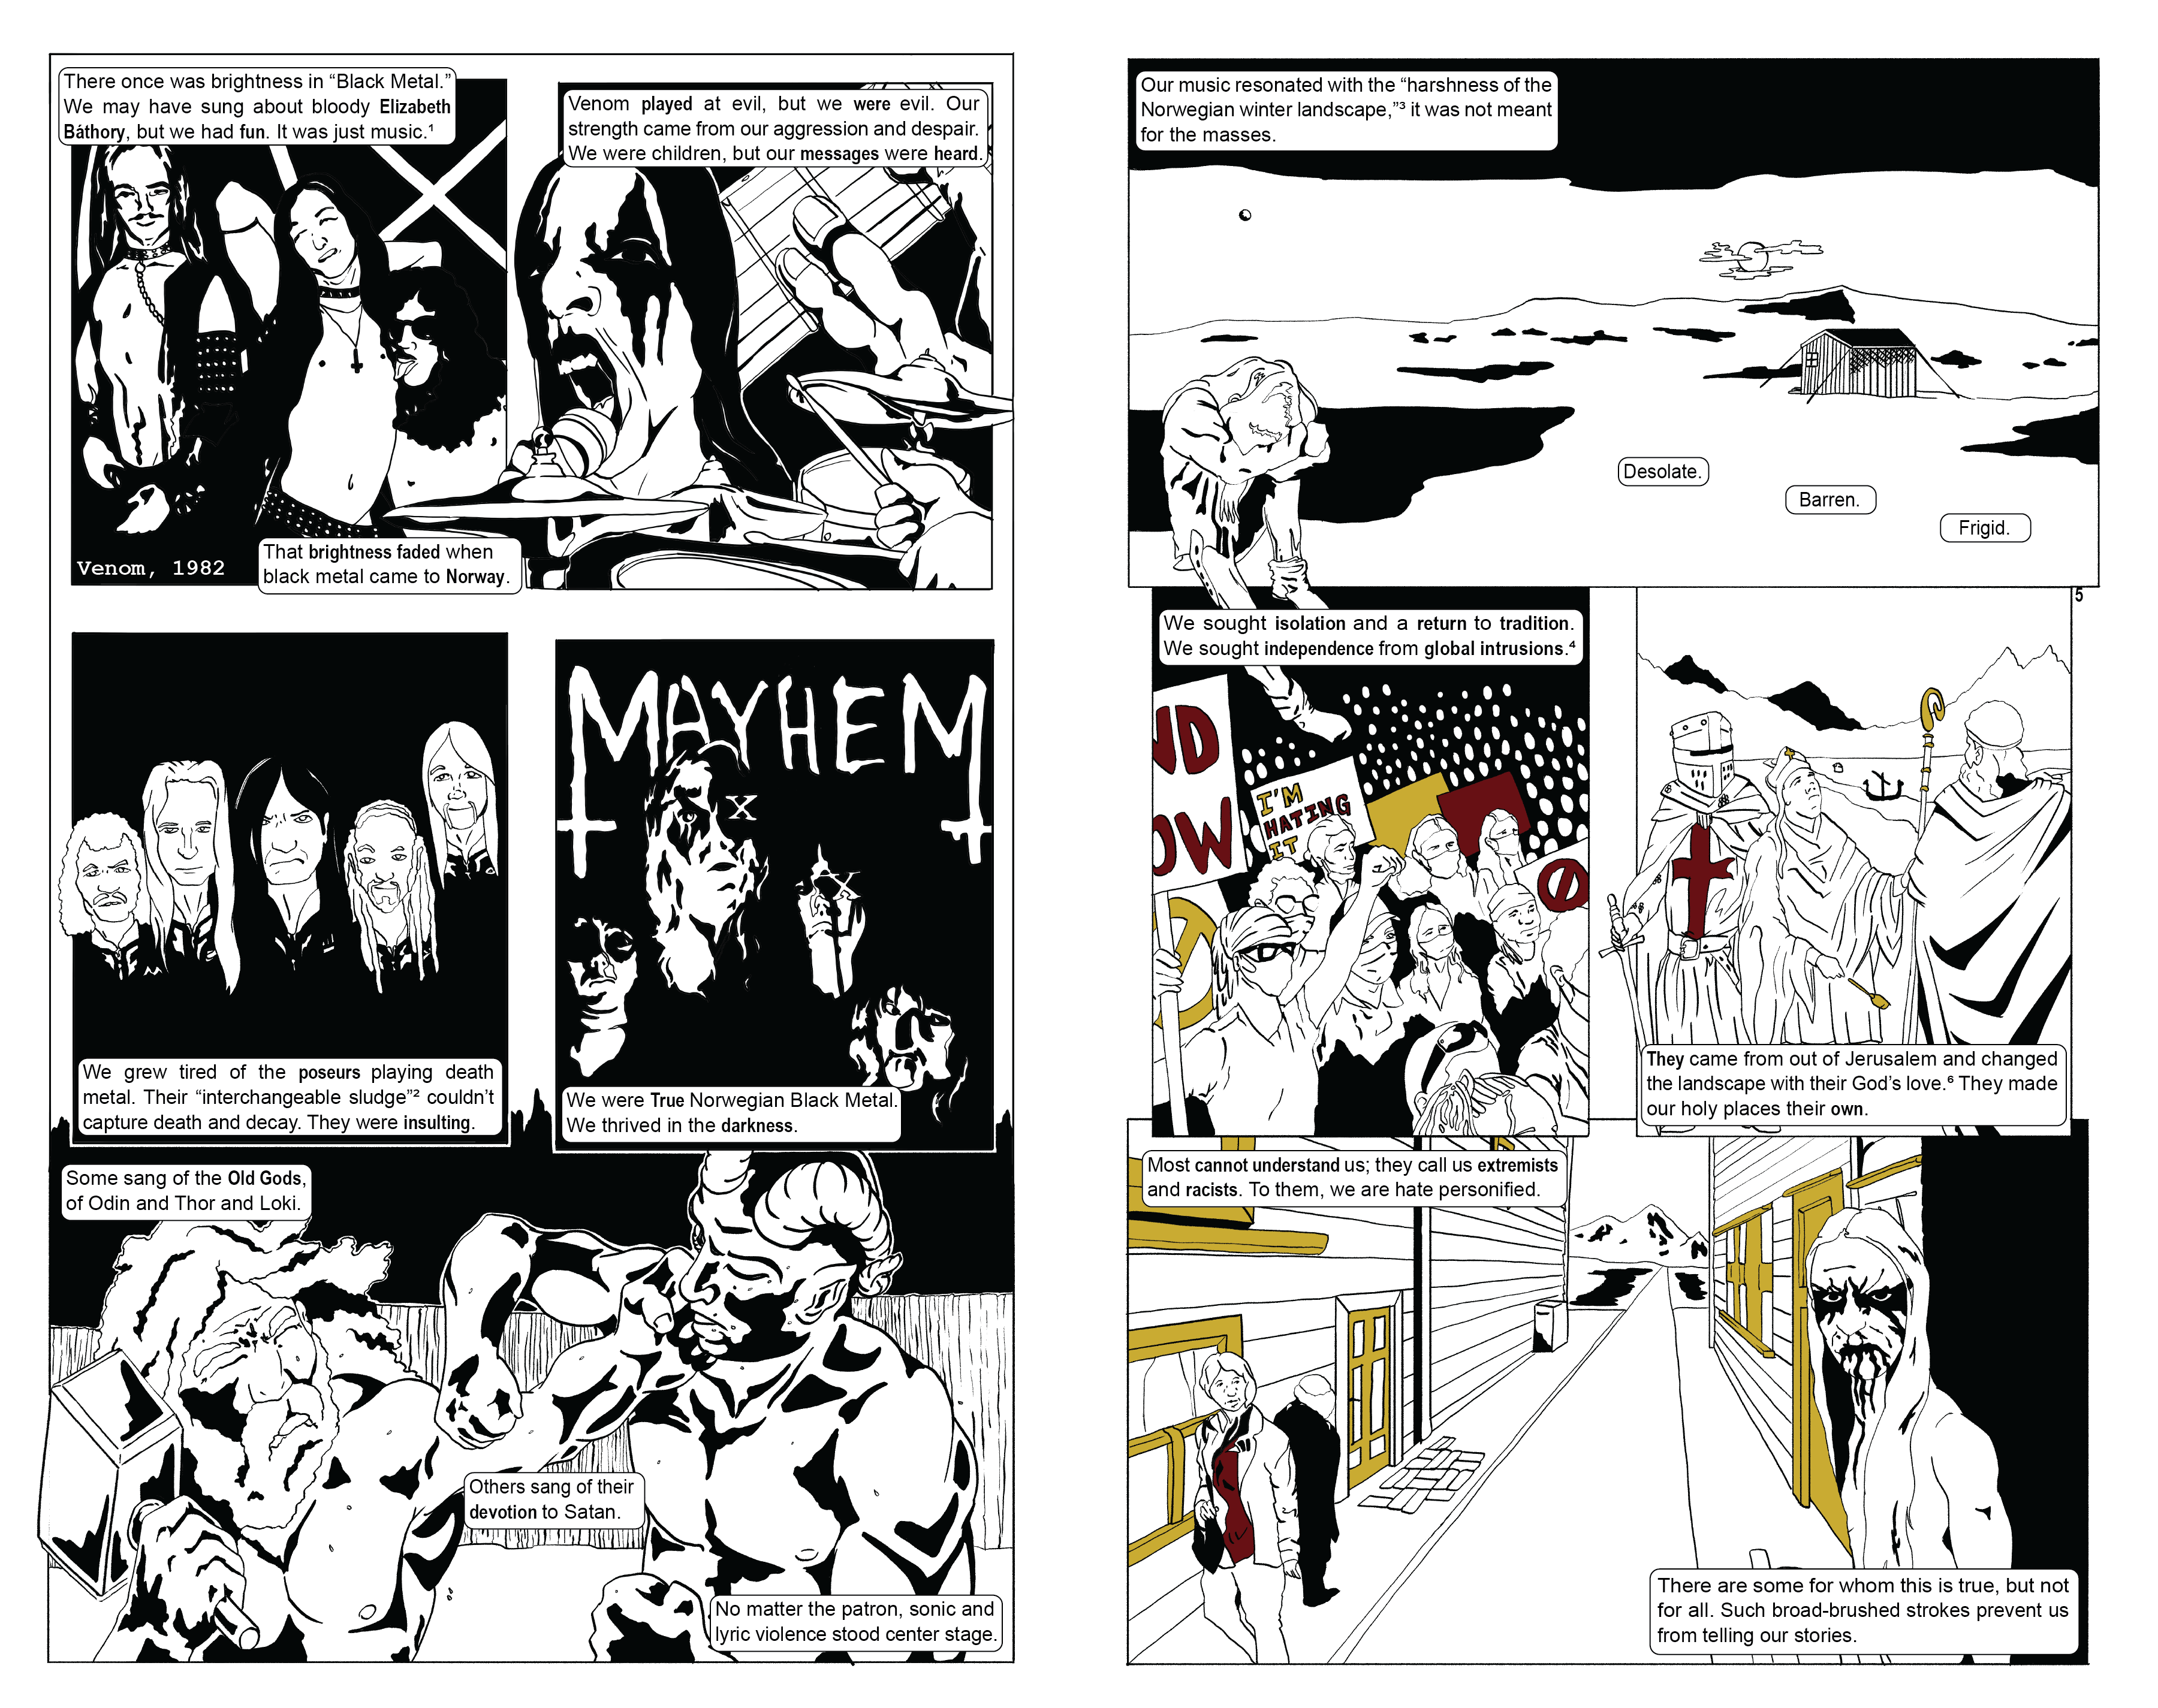 There once was brightness in “Black Metal.”
We may have sung about bloody Elizabeth
Báthory, but we had fun. It was just music.¹
Venom, 1982
That brightness faded when
black metal came to Norway.
Venom played at evil, but we were evil. Our
strength came from our aggression and despair.
We were children, but our messages were heard.
We grew tired of the poseurs playing death
metal. Their “interchangeable sludge”² couldn’t
capture death and decay. They were insulting.
MAYHEM
X
X
We were True Norwegian Black Metal.
We thrived in the darkness.
Some sang of the Old Gods,
of Odin and Thor and Loki.
Others sang of their
devotion to Satan.
No matter the patron, sonic and
lyric violence stood center stage.
Our music resonated with the “harshness of the
Norwegian winter landscape,”³ it was not meant
for the masses.
Desolate.
Barren.
Frigid.
We sought isolation and a return to tradition.
We sought independence from global intrusions.⁴
ND
OW
I'M
HATING
IT
5
They came from out of Jerusalem and changed
the landscape with their God’s love.⁶ They made
our holy places their own.
Most cannot understand us; they call us extremists
and racists. To them, we are hate personified.
There are some for whom this is true, but not
for all. Such broad-brushed strokes prevent us
from telling our stories.